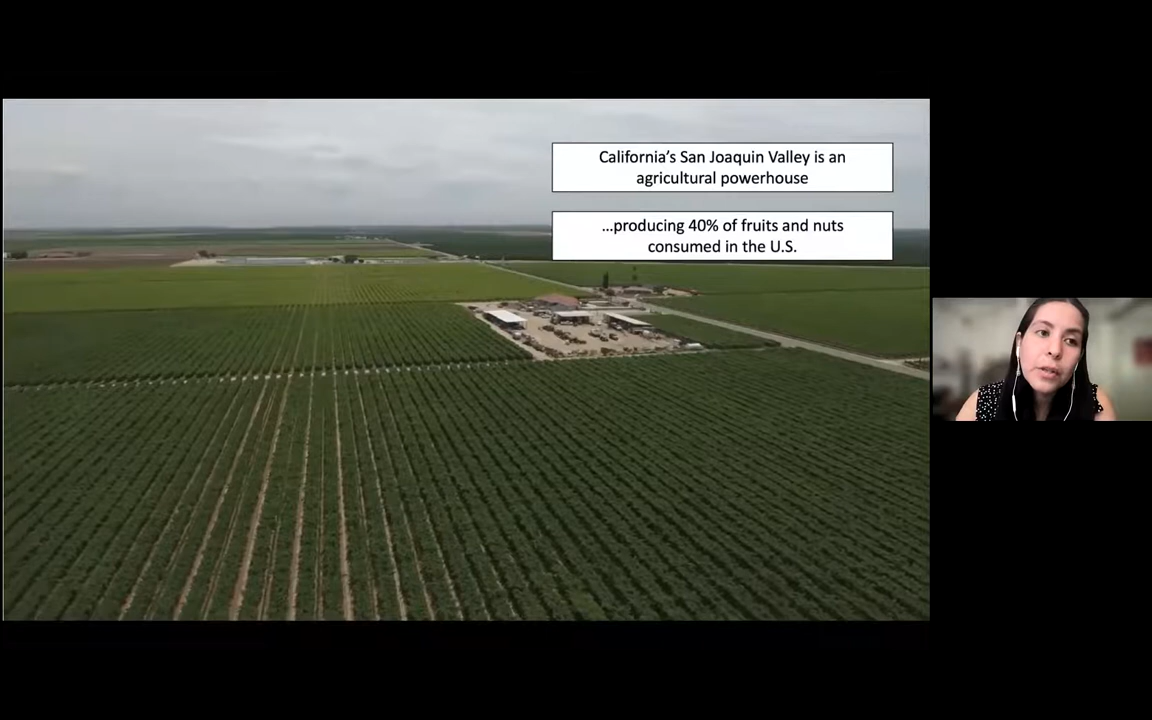 California’s San Joaquin Valley is an
agricultural powerhouse
…producing 40% of fruits and nuts
consumed in the U.S.